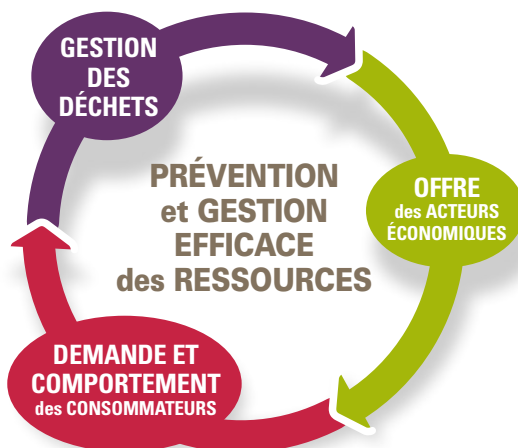 GESTION
DES
DÉCHETS
PRÉVENTION
et GESTION
EFFICACE
des RESSOURCES
OFFRE
des ACTEURS
ÉCONOMIQUES
DEMANDE ET
COMPORTEMENT
des CONSOMMATEURS